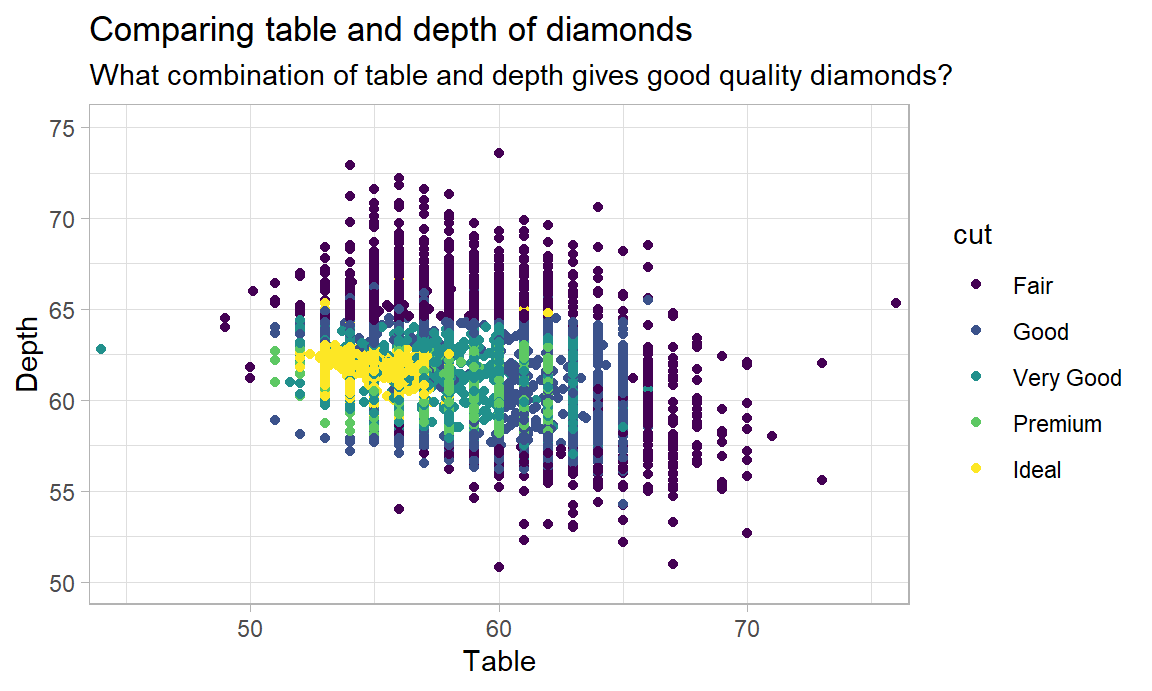 Comparing table and depth of diamonds
What combination of table and depth gives good quality diamonds?
75
70
65
60
55
50
Depth
50 60 70
Table
cut
Fair
Good
Very Good
Premium
Ideal